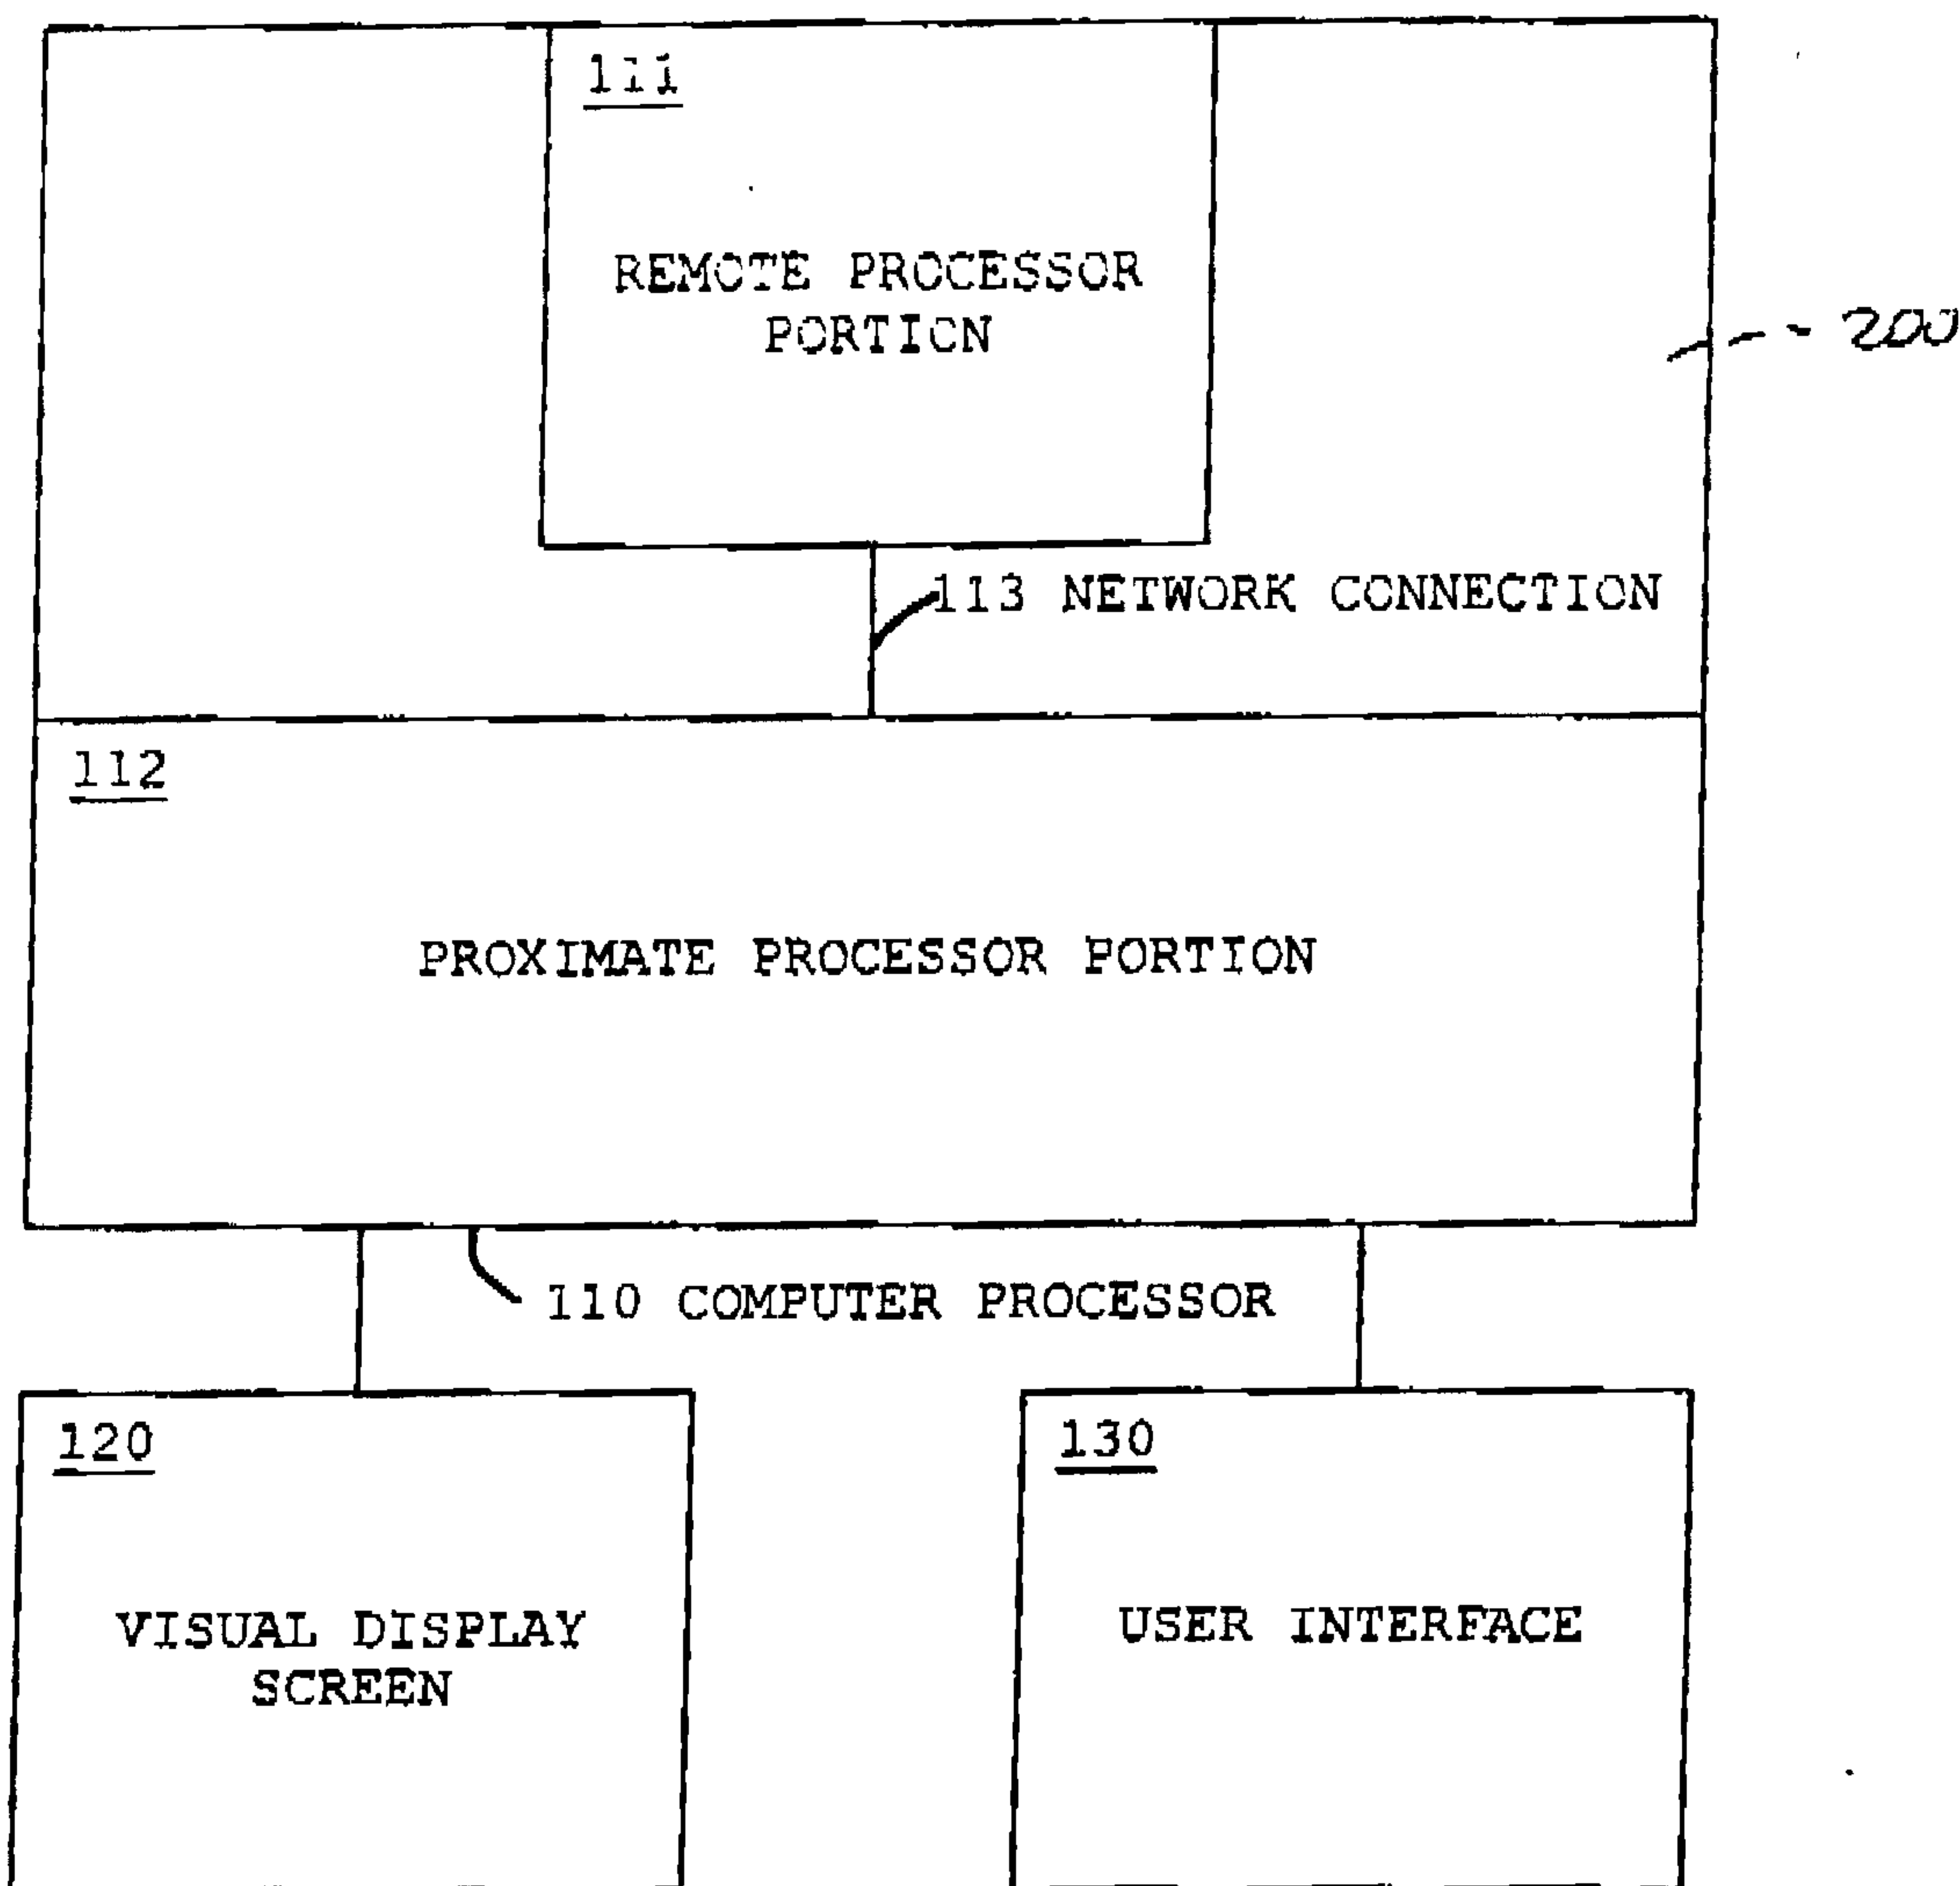 111
REMOTE PROCESSOR
PORTION
200
113 NETWORK CONNECTION
112
PROXIMATE PROCESSOR PORTION
110 COMPUTER PROCESSOR
120
VISUAL DISPLAY
SCREEN
130
USER INTERFACE